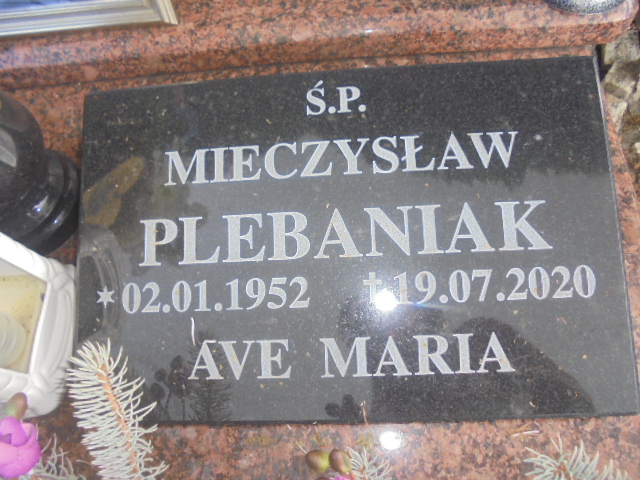 Ś.P.
MIECZYSŁAW
PLEBANIAK
*02.01.1952 †19.07.2020
AVE MARIA